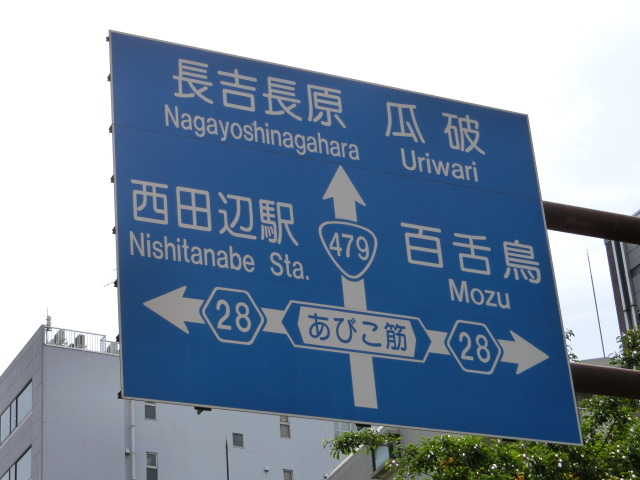 長吉長原 瓜破
Nagayoshinagahara Uriwari
西田辺駅
Nishitanabe Sta.
479
百舌鳥
Mozu
28 あびこ筋 28